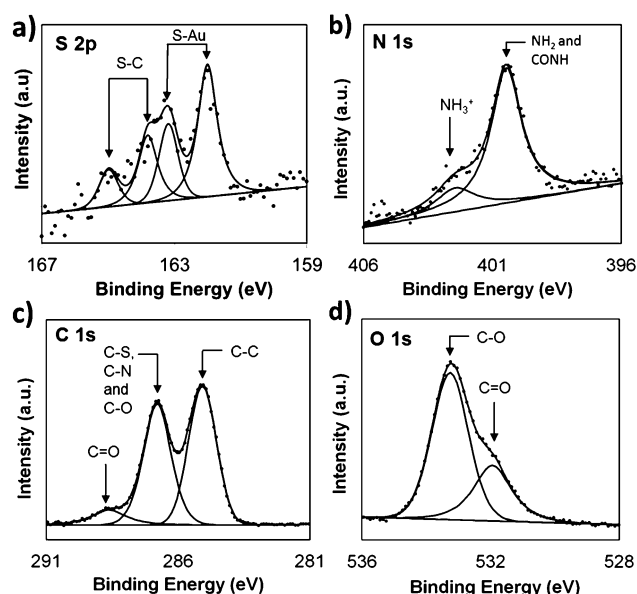 a)
S 2p
S-C
S-Au
Intensity (a.u)
167
163
159
Binding Energy (eV)
b)
N 1s
NH₃⁺
NH₂ and
CONH
Intensity (a.u.)
406
401
396
Binding Energy (eV)
c)
C 1s
C-S,
C-N
and
C-O
C-C
C=O
Intensity (a.u.)
291
286
281
Binding Energy (eV)
d)
O 1s
C-O
C=O
Intensity (a.u.)
536
532
528
Binding Energy (eV)